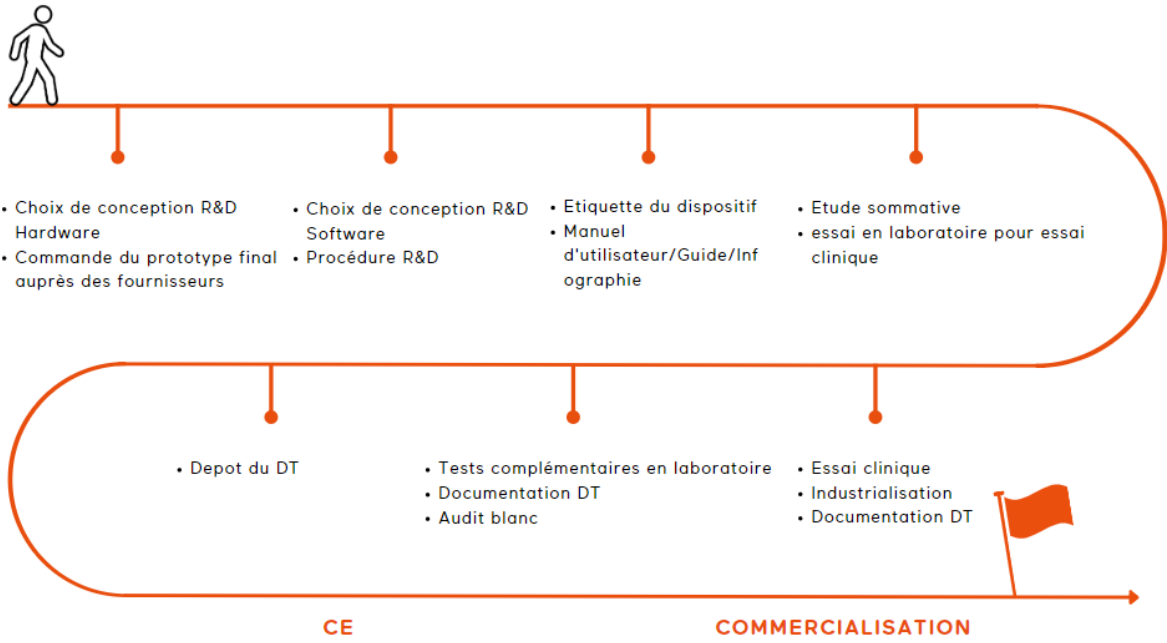 • Choix de conception R&D
Hardware
• Commande du prototype final
auprès des fournisseurs
• Choix de conception R&D
Software
• Procédure R&D
• Etiquette du dispositif
• Manuel
d'utilisateur/Guide/Inf
ographie
• Etude sommative
• essai en laboratoire pour essai
clinique
• Depot du DT
• Tests complémentaires en laboratoire
• Documentation DT
• Audit blanc
• Essai clinique
• Industrialisation
• Documentation DT
CE
COMMERCIALISATION